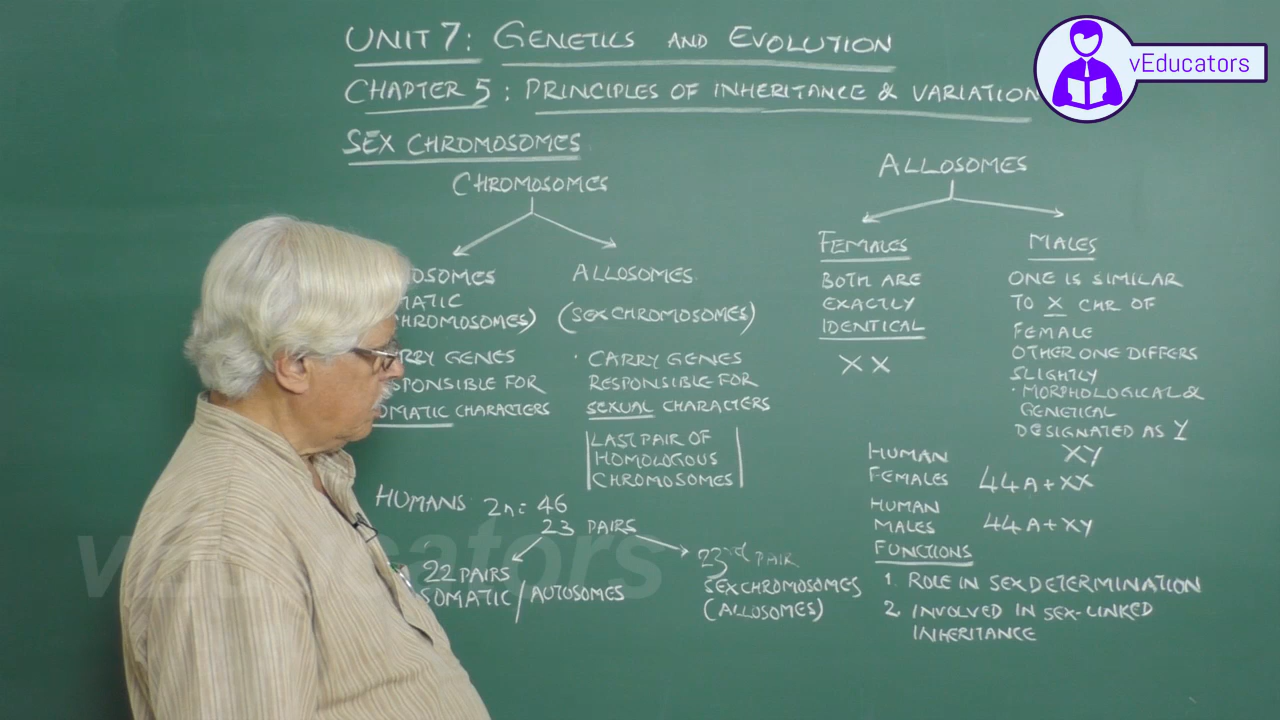 UNIT 7: GENETICS AND EVOLUTION
CHAPTER 5: PRINCIPLES OF INHERITANCE & VARIATION
vEducators
SEX CHROMOSOMES
CHROMOSOMES
OSOMES
MATIC
CHROMOSOMES)
RRY GENES
SPONSIBLE FOR
OMATIC CHARACTERS
ALLOSOMES
(SEX CHROMOSOMES)
· CARRY GENES
RESPONSIBLE FOR
SEXUAL CHARACTERS
LAST PAIR OF
HOMOLOGOUS
CHROMOSOMES
HUMANS 2n = 46
23 PAIRS
22 PAIRS
SOMATIC / AUTOSOMES
23rd PAIR
SEX CHROMOSOMES
(ALLOSOMES)
ALLOSOMES
FEMALES
BOTH ARE
EXACTLY
IDENTICAL
XX
MALES
ONE IS SIMILAR
TO X CHR OF
FEMALE
OTHER ONE DIFFERS
SLIGHTLY
· MORPHOLOGICAL &
GENETICAL
DESIGNATED AS Y
XY
HUMAN
FEMALES 44A+XX
HUMAN
MALES 44A+XY
FUNCTIONS
1. ROLE IN SEX DETERMINATION
2. INVOLVED IN SEX-LINKED
INHERITANCE
vEducators